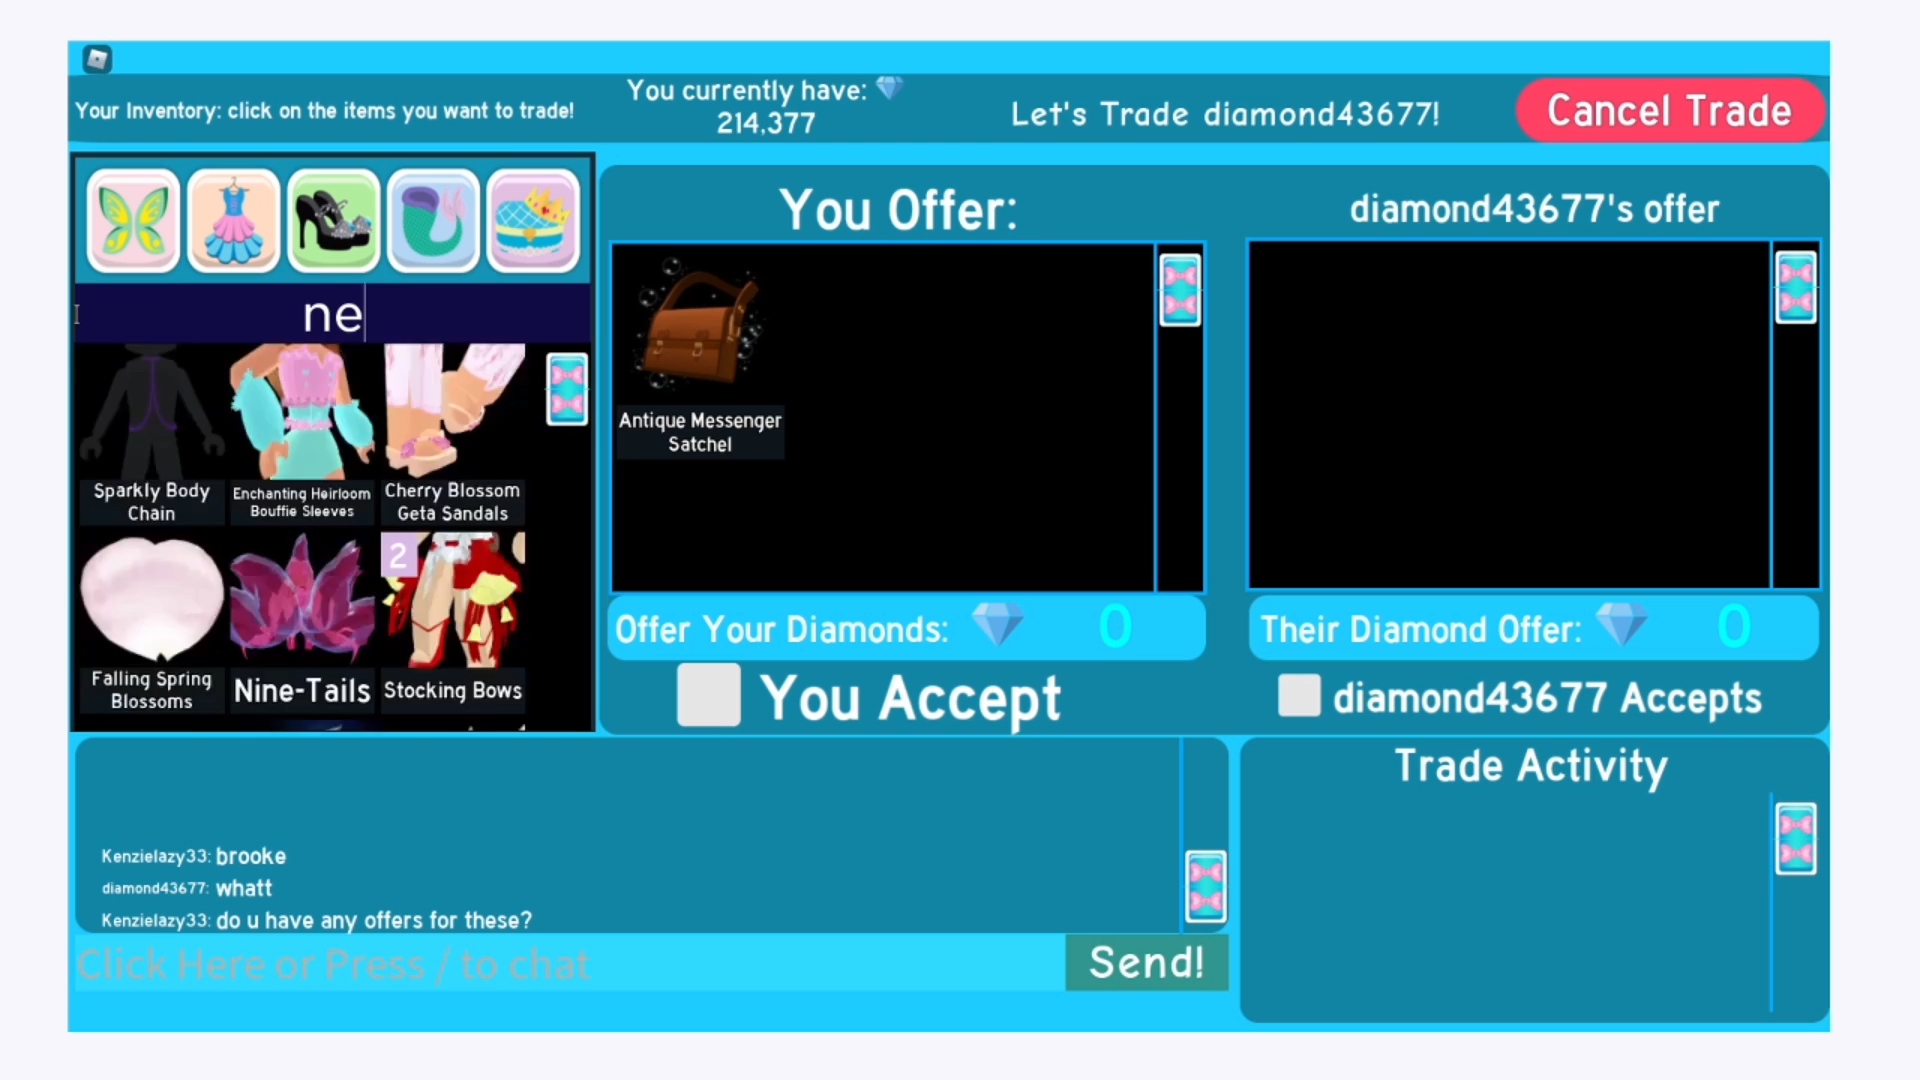 Your Inventory: click on the items you want to trade!
You currently have:
214,377
Let's Trade diamond43677!
Cancel Trade
ne
Sparkly Body
Chain
Enchanting Heirloom
Bouffie Sleeves
Cherry Blossom
Geta Sandals
2
Falling Spring
Blossoms
Nine-Tails
Stocking Bows
You Offer:
Antique Messenger
Satchel
Offer Your Diamonds: 0
You Accept
diamond43677's offer
Their Diamond Offer: 0
diamond43677 Accepts
Kenzielazy33: brooke
diamond43677: whatt
Kenzielazy33: do u have any offers for these?
Click Here or Press / to chat
Send!
Trade Activity